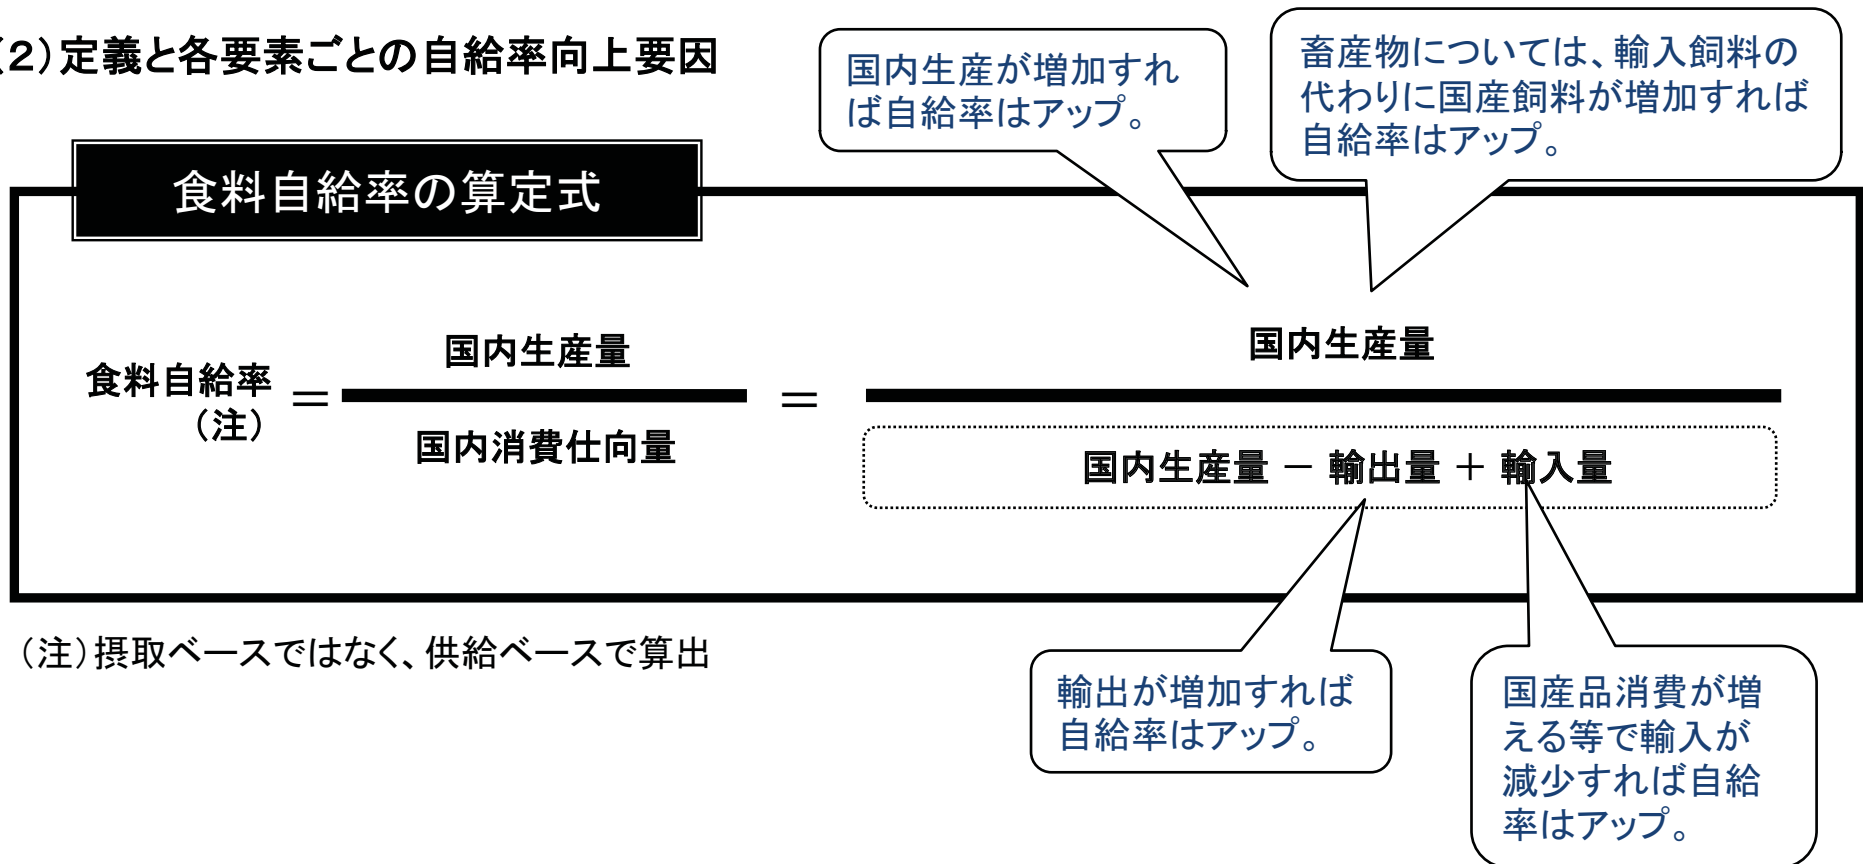 (2)定義と各要素ごとの自給率向上要因
国内生産が増加すれ
ば自給率はアップ。
畜産物については、輸入飼料の
代わりに国産飼料が増加すれば
自給率はアップ。
食料自給率の算定式
食料自給率
(注)
=
国内生産量
国内消費仕向量
=
国内生産量
国内生産量 － 輸出量 ＋ 輸入量
(注)摂取ベースではなく、供給ベースで算出
輸出が増加すれば
自給率はアップ。
国産品消費が増
える等で輸入が
減少すれば自給
率はアップ。